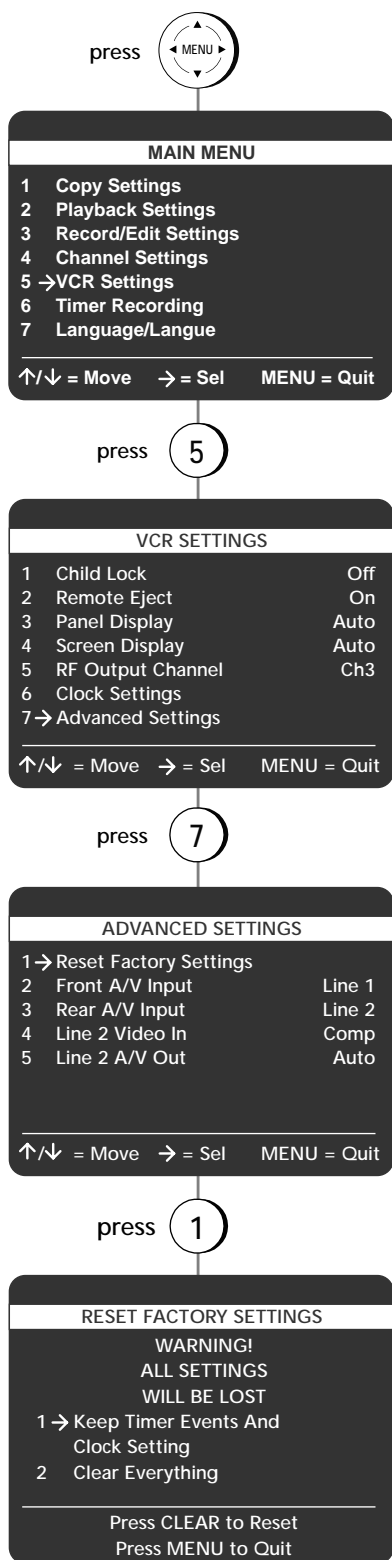 press MENU
MAIN MENU
1 Copy Settings
2 Playback Settings
3 Record/Edit Settings
4 Channel Settings
5 →VCR Settings
6 Timer Recording
7 Language/Langue
↑/↓ = Move → = Sel MENU = Quit
press 5
VCR SETTINGS
1 Child Lock Off
2 Remote Eject On
3 Panel Display Auto
4 Screen Display Auto
5 RF Output Channel Ch3
6 Clock Settings
7→ Advanced Settings
↑/↓ = Move → = Sel MENU = Quit
press 7
ADVANCED SETTINGS
1→ Reset Factory Settings
2 Front A/V Input Line 1
3 Rear A/V Input Line 2
4 Line 2 Video In Comp
5 Line 2 A/V Out Auto
↑/↓ = Move → = Sel MENU = Quit
press 1
RESET FACTORY SETTINGS
WARNING!
ALL SETTINGS
WILL BE LOST
1 → Keep Timer Events And
Clock Setting
2 Clear Everything
Press CLEAR to Reset
Press MENU to Quit